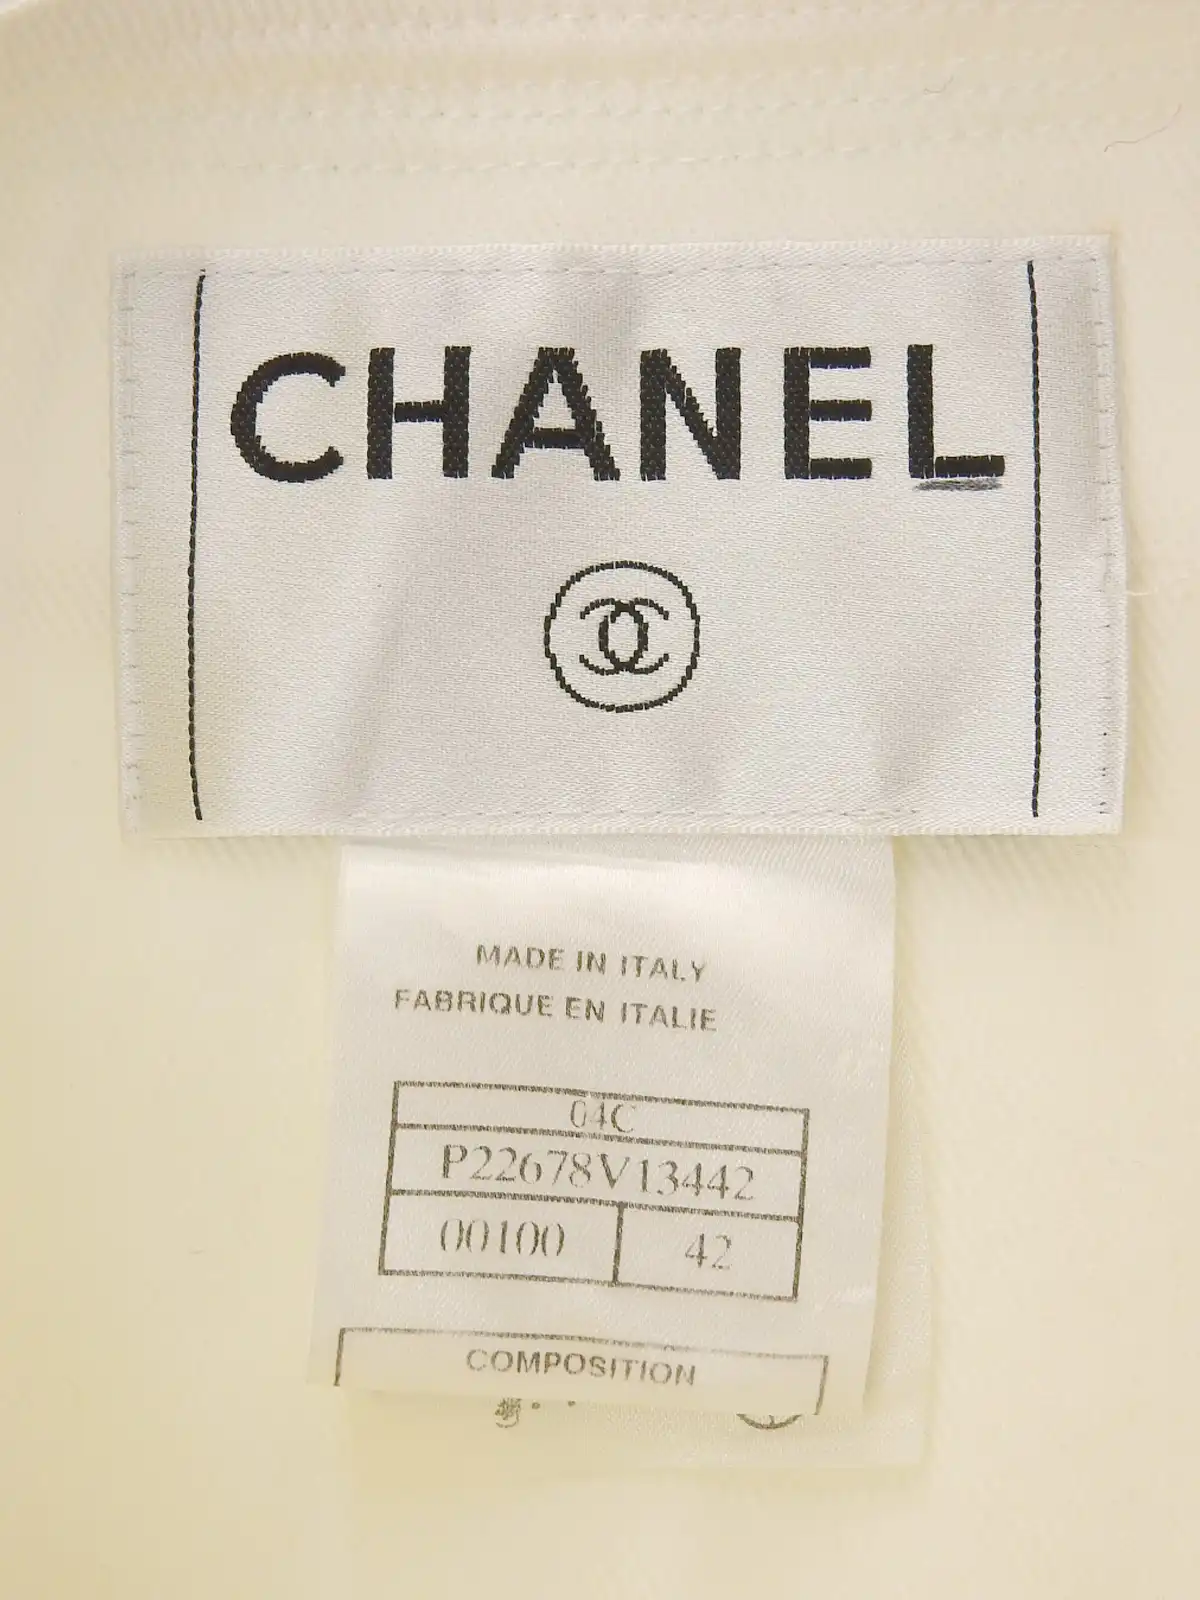 CHANEL
MADE IN ITALY
FABRIQUE EN ITALIE
04C
P22678V13442
00100 42
COMPOSITION